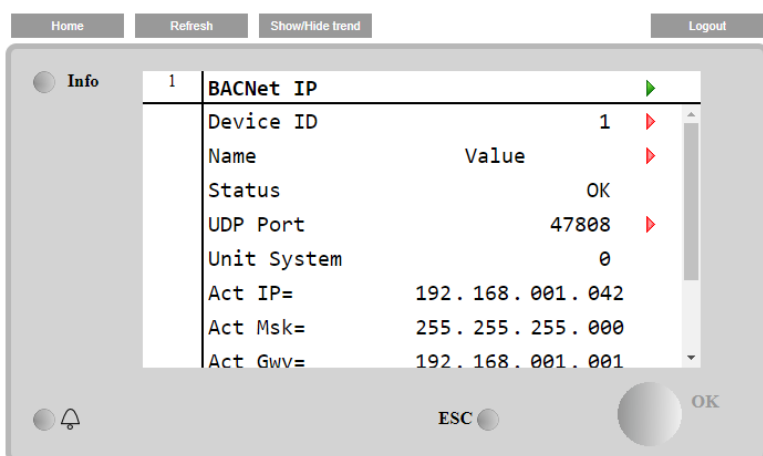 Home Refresh Show/Hide trend Logout
Info
1 BACNet IP
Device ID 1
Name Value
Status OK
UDP Port 47808
Unit System 0
Act IP= 192.168.001.042
Act Msk= 255.255.255.000
Act Gwy= 192.168.001.001
ESC OK